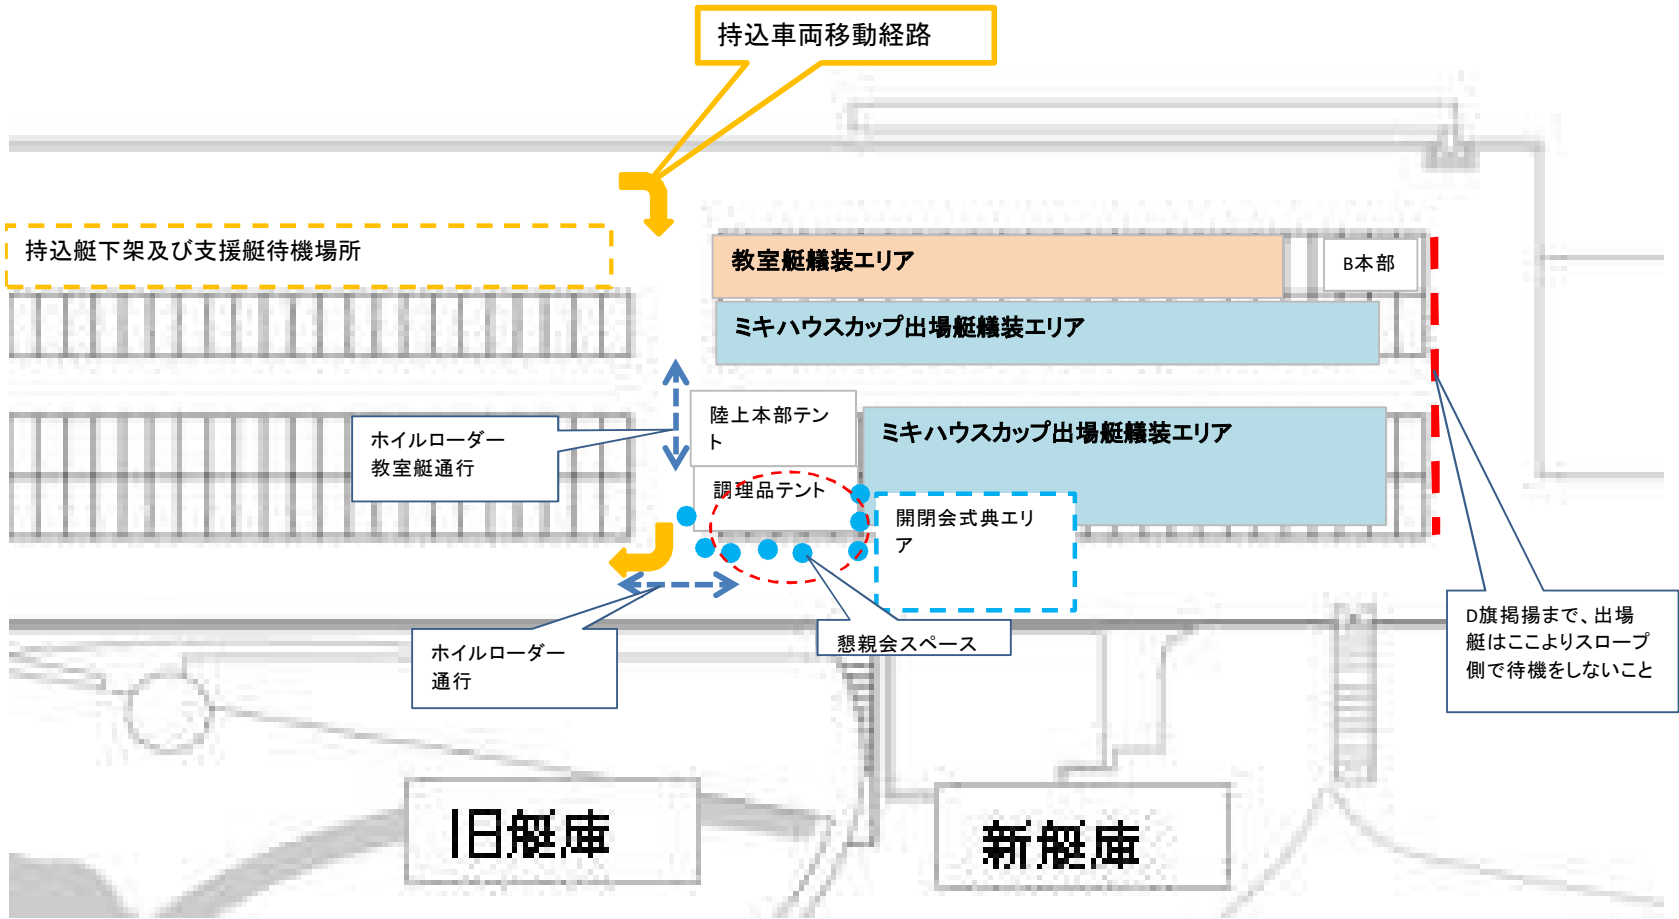 持込車両移動経路
持込艇下架及び支援艇待機場所
教室艇艤装エリア
B本部
ミキハウスカップ出場艇艤装エリア
陸上本部テン
ト
ミキハウスカップ出場艇艤装エリア
ホイルローダー
教室艇通行
調理品テント
開閉会式典エリ
ア
D旗掲揚まで、出場
艇はここよりスロープ
側で待機をしないこと
懇親会スペース
ホイルローダー
通行
旧艇庫
新艇庫